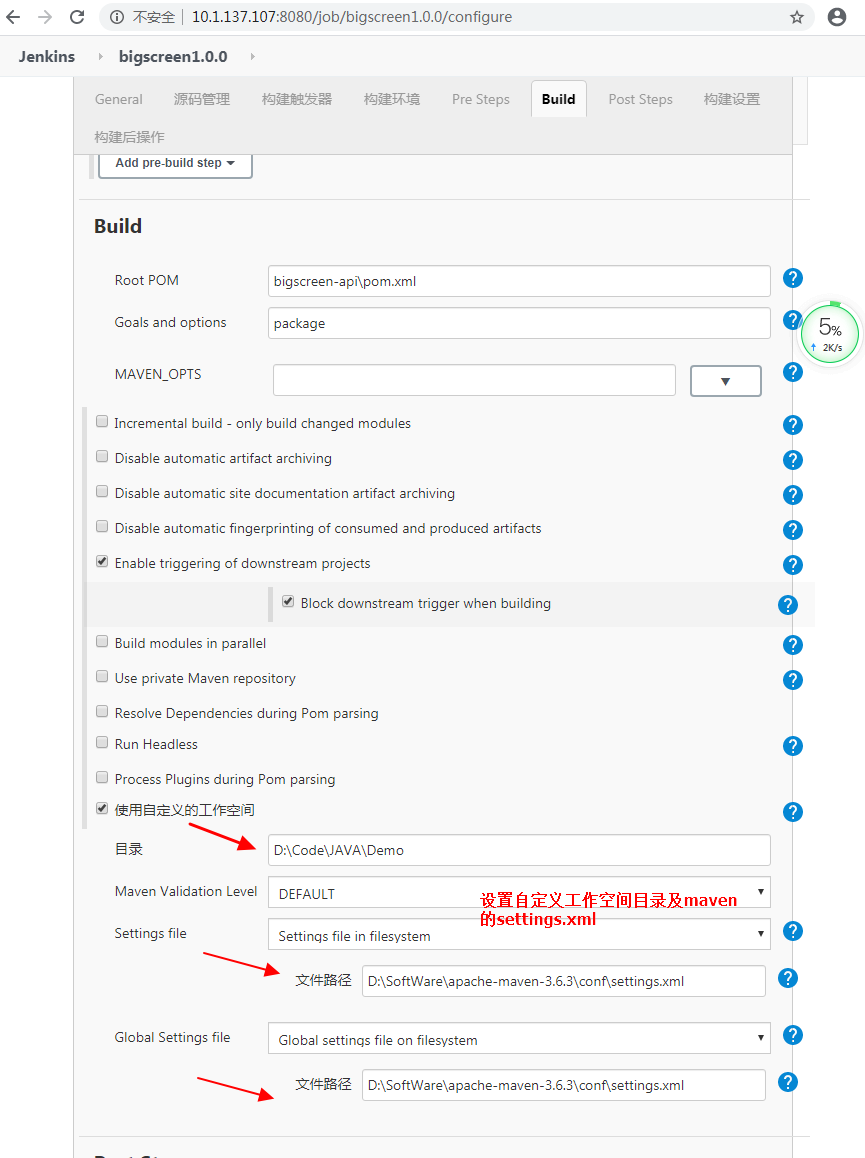 不安全 | 10.1.137.107:8080/job/bigscreen1.0.0/configure
Jenkins bigscreen1.0.0
General 源码管理 构建触发器 构建环境 Pre Steps Build Post Steps 构建设置
构建后操作
Add pre-build step
Build
Root POM bigscreen-api\pom.xml
Goals and options package
5%
2K/s
MAVEN_OPTS
Incremental build - only build changed modules
Disable automatic artifact archiving
Disable automatic site documentation artifact archiving
Disable automatic fingerprinting of consumed and produced artifacts
Enable triggering of downstream projects
Block downstream trigger when building
Build modules in parallel
Use private Maven repository
Resolve Dependencies during Pom parsing
Run Headless
Process Plugins during Pom parsing
使用自定义的工作空间
目录 D:\Code\JAVA\Demo
Maven Validation Level DEFAULT
设置自定义工作空间目录及maven
的settings.xml
Settings file Settings file in filesystem
文件路径 D:\SoftWare\apache-maven-3.6.3\conf\settings.xml
Global Settings file Global settings file on filesystem
文件路径 D:\SoftWare\apache-maven-3.6.3\conf\settings.xml